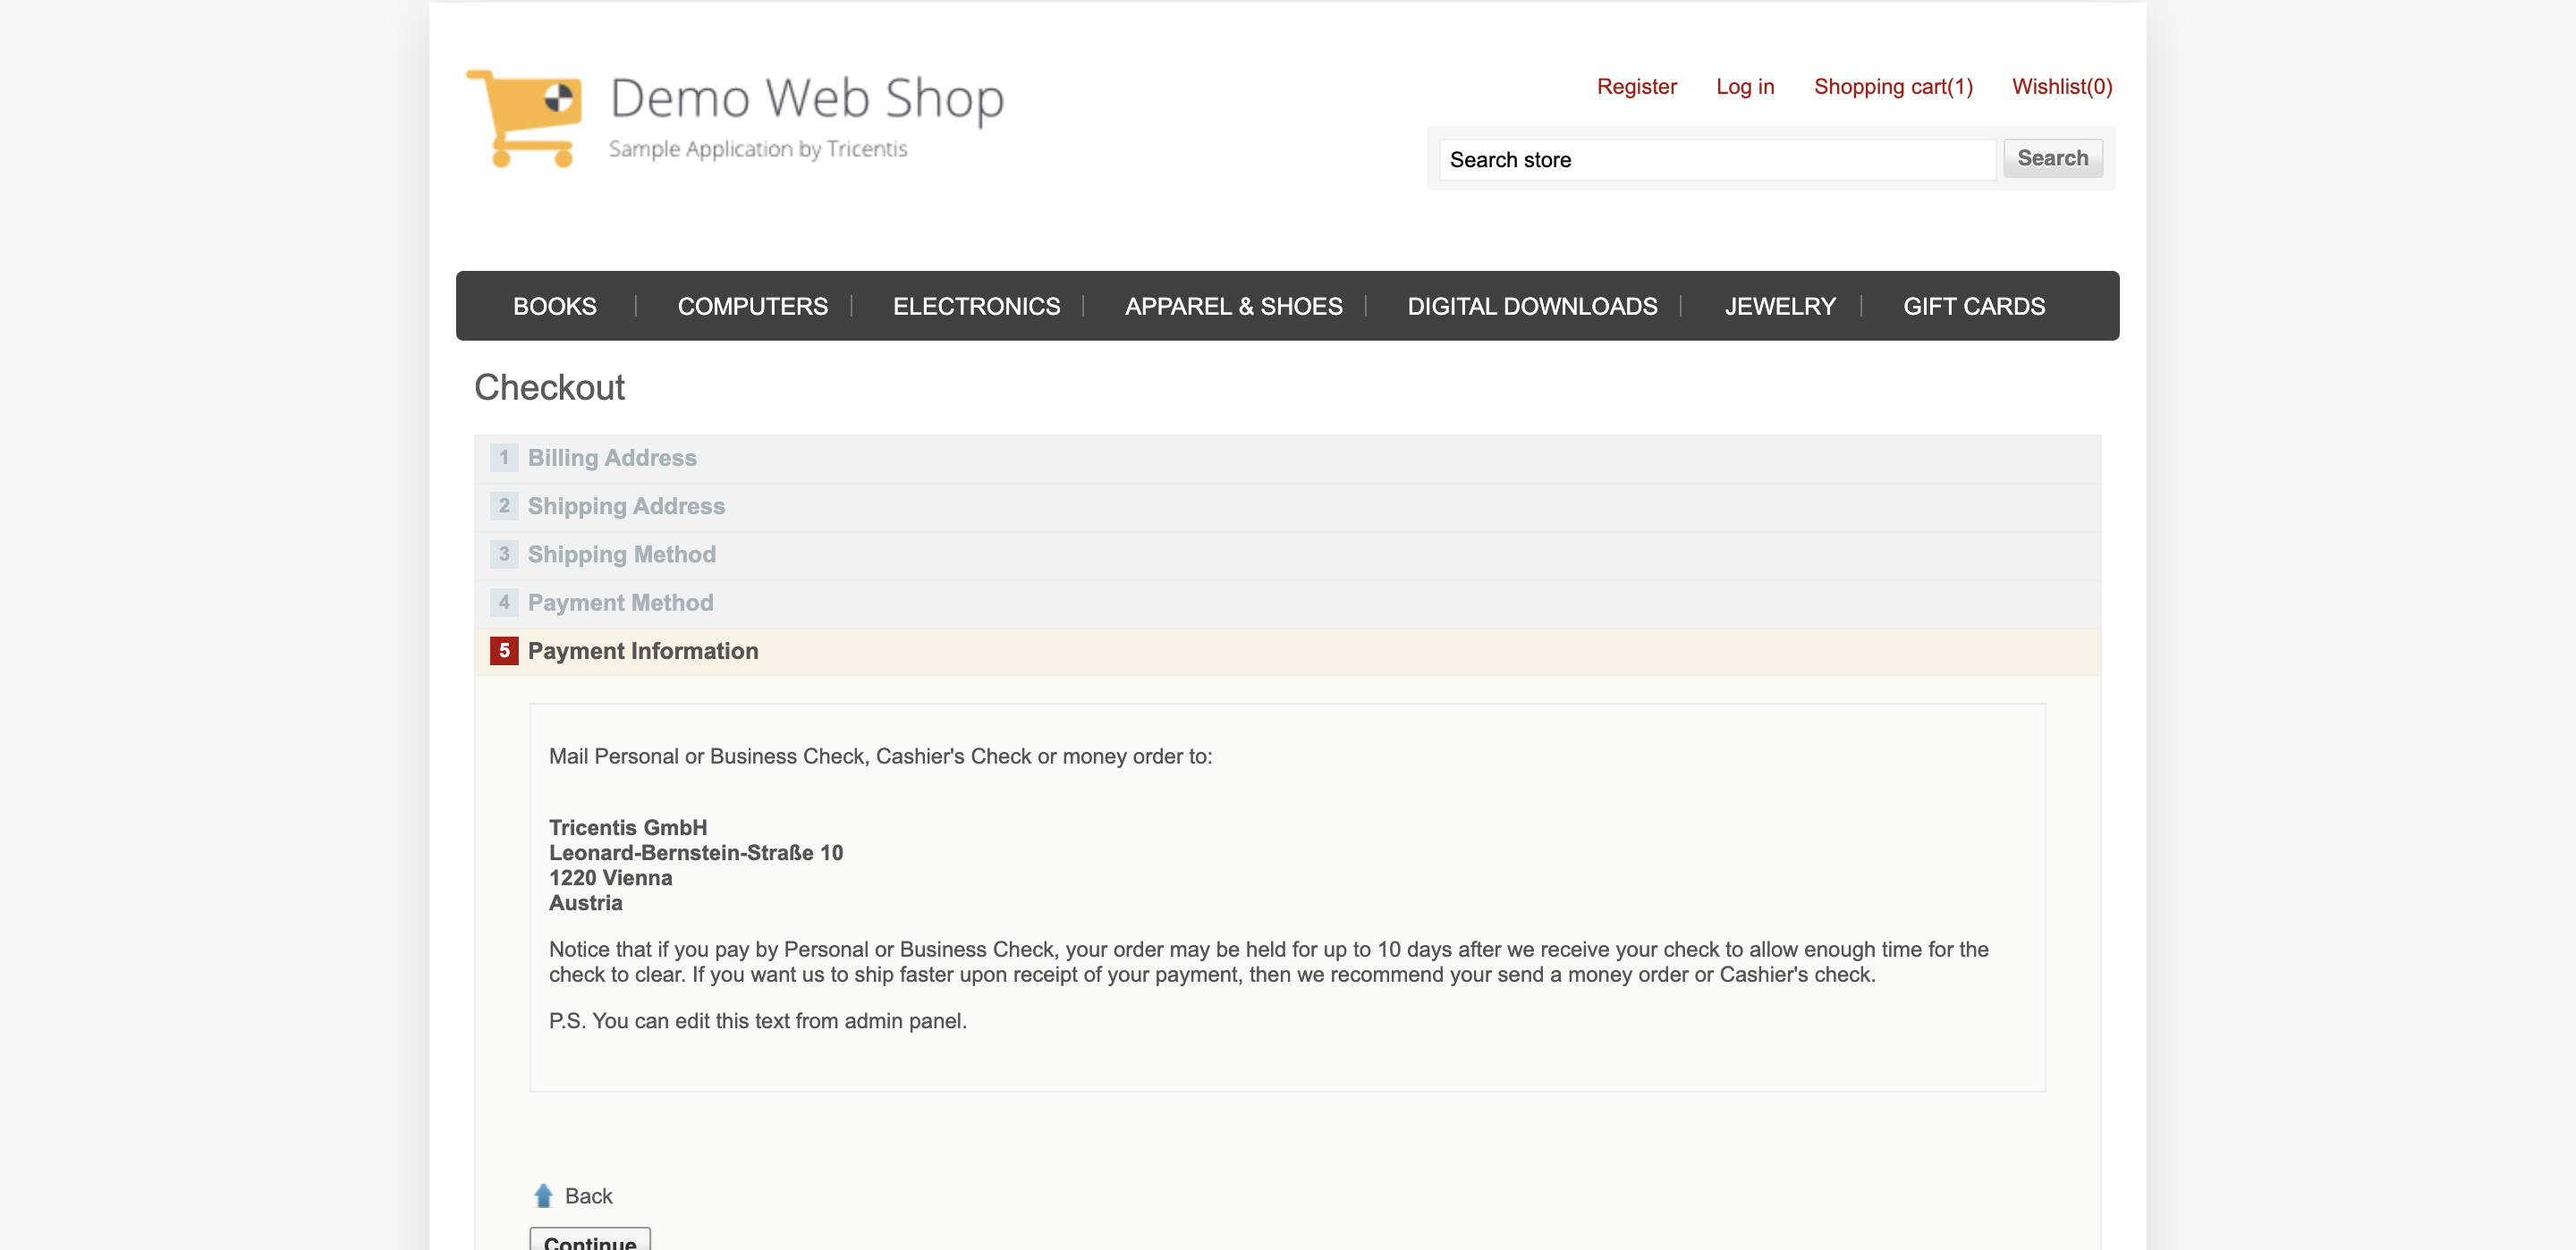 Demo Web Shop
Sample Application by Tricentis
Register Log in Shopping cart(1) Wishlist(0)
Search store Search
BOOKS COMPUTERS ELECTRONICS APPAREL & SHOES DIGITAL DOWNLOADS JEWELRY GIFT CARDS
Checkout
1 Billing Address
2 Shipping Address
3 Shipping Method
4 Payment Method
5 Payment Information
Mail Personal or Business Check, Cashier's Check or money order to:
Tricentis GmbH
Leonard-Bernstein-Straße 10
1220 Vienna
Austria
Notice that if you pay by Personal or Business Check, your order may be held for up to 10 days after we receive your check to allow enough time for the
check to clear. If you want us to ship faster upon receipt of your payment, then we recommend your send a money order or Cashier's check.
P.S. You can edit this text from admin panel.
Back
Continue